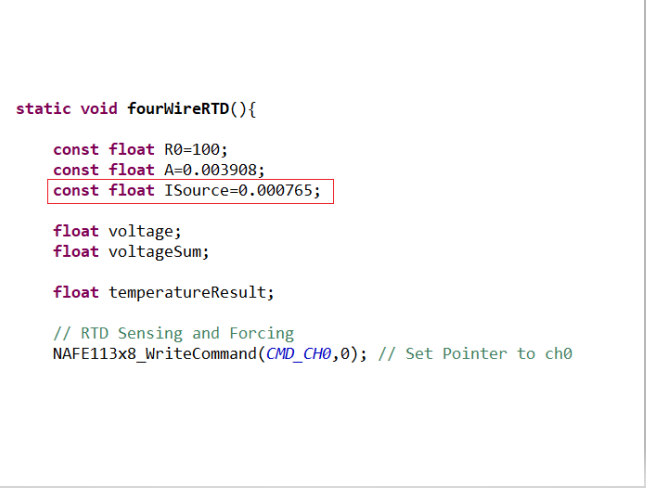 static void fourWireRTD(){
const float R0=100;
const float A=0.003908;
const float ISource=0.000765;
float voltage;
float voltageSum;
float temperatureResult;
// RTD Sensing and Forcing
NAFE113x8_WriteCommand(CMD_CH0,0); // Set Pointer to ch0